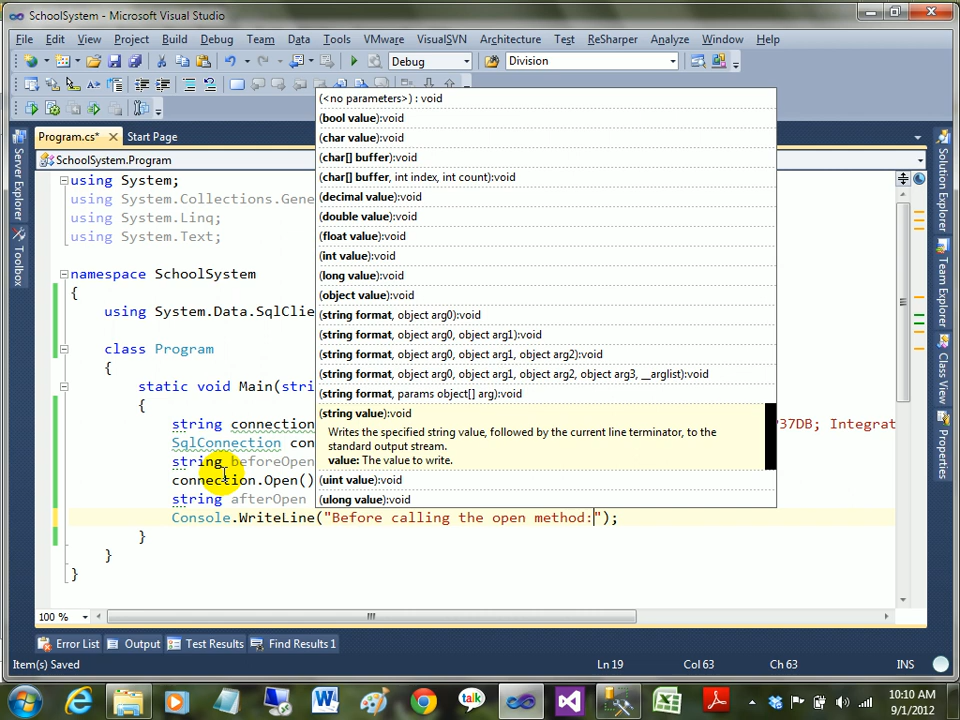 SchoolSystem - Microsoft Visual Studio
File Edit View Project Build Debug Team Data Tools VMware VisualSVN Architecture Test ReSharper Analyze Window Help
Debug Division
Program.cs* Start Page
SchoolSystem.Program
Server Explorer
Toolbox
Solution Explorer
Team Explorer
Class View
Properties
using System;
using System.Collections.Gene
using System.Linq;
using System.Text;
namespace SchoolSystem
{
using System.Data.SqlClie
class Program
{
static void Main(stri
{
string connection 37DB; Integrat
SqlConnection con
string beforeOpen
connection.Open()
string afterOpen
Console.WriteLine("Before calling the open method:");
}
}
}
(<no parameters>) : void
(bool value):void
(char value):void
(char[] buffer):void
(char[] buffer, int index, int count):void
(decimal value):void
(double value):void
(float value):void
(int value):void
(long value):void
(object value):void
(string format, object arg0):void
(string format, object arg0, object arg1):void
(string format, object arg0, object arg1, object arg2):void
(string format, object arg0, object arg1, object arg2, object arg3, __arglist):void
(string format, params object[] arg):void
(string value):void
Writes the specified string value, followed by the current line terminator, to the
standard output stream.
value: The value to write.
(uint value):void
(ulong value):void
100 %
Error List Output Test Results Find Results 1
Item(s) Saved Ln 19 Col 63 Ch 63 INS
talk
10:10 AM
9/1/2012